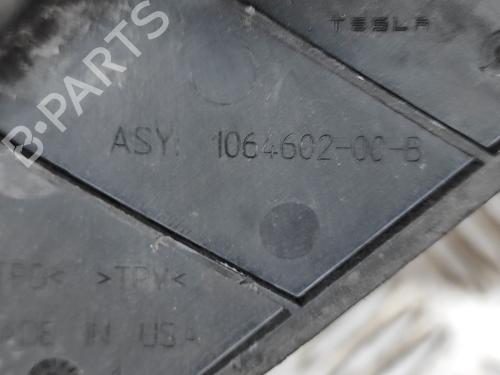 TESLA
B-PARTS
ASY: 1064602-00-B
>TPV<
MADE IN USA